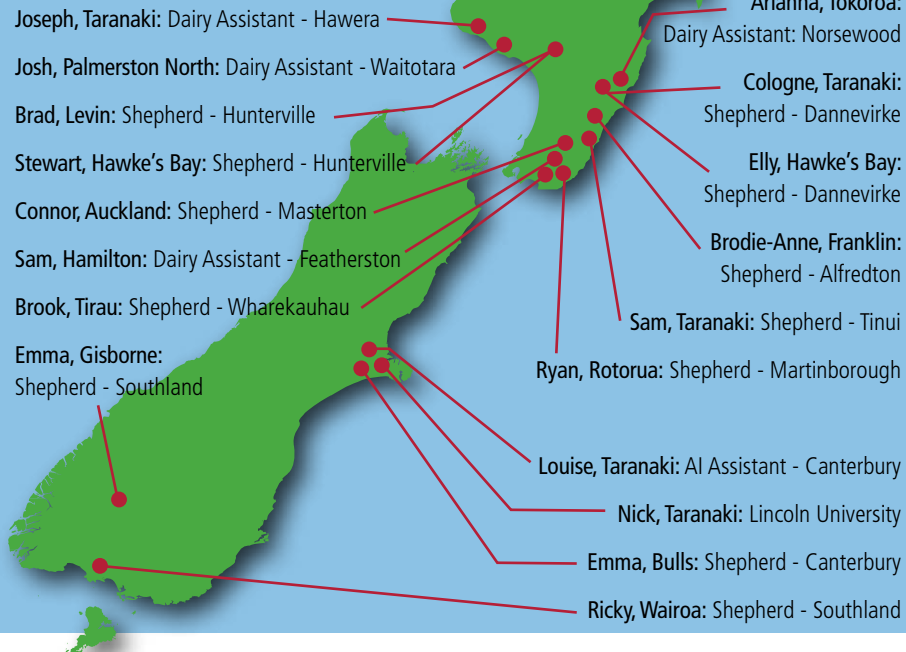 Joseph, Taranaki: Dairy Assistant - Hawera
Josh, Palmerston North: Dairy Assistant - Waitotara
Brad, Levin: Shepherd - Hunterville
Stewart, Hawke's Bay: Shepherd - Hunterville
Connor, Auckland: Shepherd - Masterton
Sam, Hamilton: Dairy Assistant - Featherston
Brook, Tirau: Shepherd - Wharekauhau
Emma, Gisborne:
Shepherd - Southland
Arianna, Tokoroa:
Dairy Assistant: Norsewood
Cologne, Taranaki:
Shepherd - Dannevirke
Elly, Hawke's Bay:
Shepherd - Dannevirke
Brodie-Anne, Franklin:
Shepherd - Alfredton
Sam, Taranaki: Shepherd - Tinui
Ryan, Rotorua: Shepherd - Martinborough
Louise, Taranaki: AI Assistant - Canterbury
Nick, Taranaki: Lincoln University
Emma, Bulls: Shepherd - Canterbury
Ricky, Wairoa: Shepherd - Southland